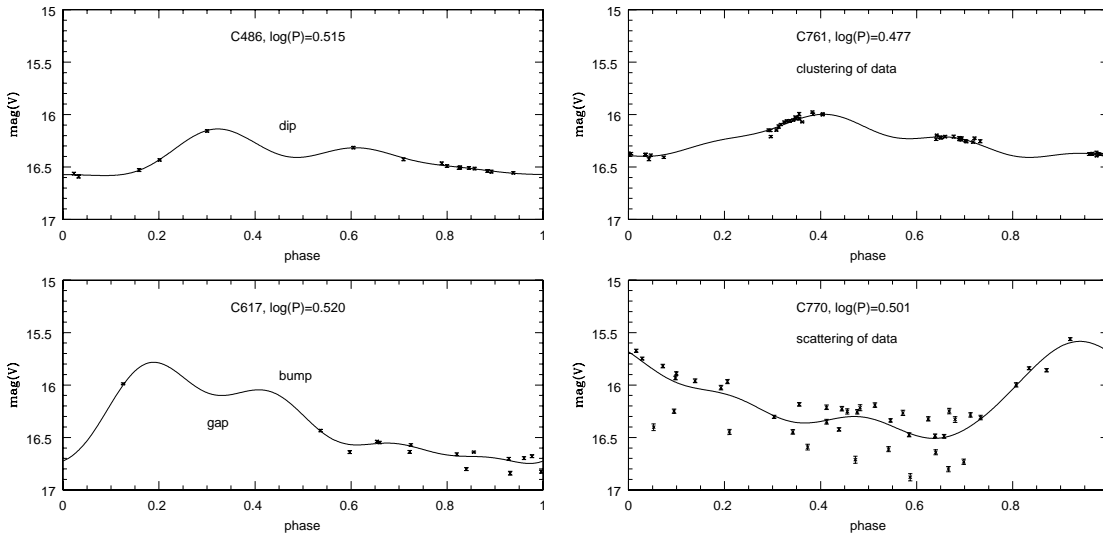 C486, log(P)=0.515
dip
mag(V)
15
15.5
16
16.5
17
0 0.2 0.4 0.6 0.8 1
phase
C761, log(P)=0.477
clustering of data
mag(V)
15
15.5
16
16.5
17
0 0.2 0.4 0.6 0.8
phase
C617, log(P)=0.520
bump
gap
mag(V)
15
15.5
16
16.5
17
0 0.2 0.4 0.6 0.8 1
phase
C770, log(P)=0.501
scattering of data
mag(V)
15
15.5
16
16.5
17
0 0.2 0.4 0.6 0.8
phase